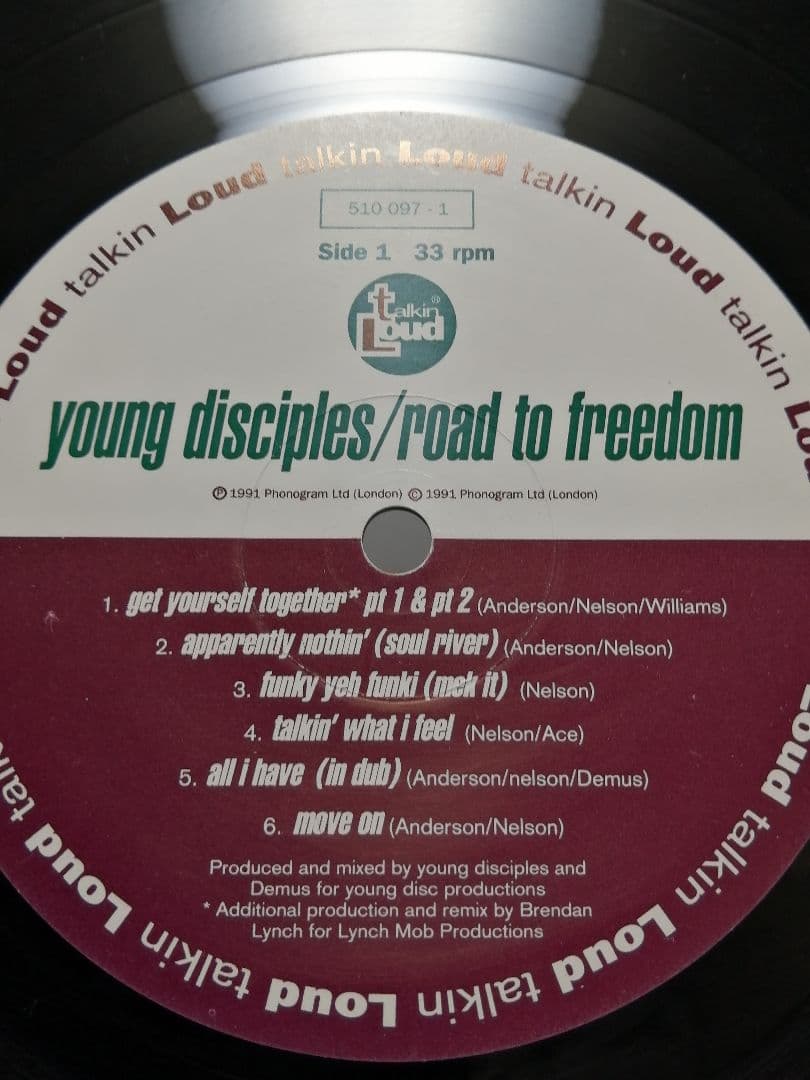 Loud talkin Loud talkin Loud talkin Loud talkin Loud
510 097 - 1
Side 1 33 rpm
talkin Loud®
young disciples/road to freedom
℗ 1991 Phonogram Ltd (London) © 1991 Phonogram Ltd (London)
1. get yourself together* pt 1 & pt 2 (Anderson/Nelson/Williams)
2. apparently nothin' (soul river) (Anderson/Nelson)
3. funky yeh funki (mek it) (Nelson)
4. talkin' what i feel (Nelson/Ace)
5. all i have (in dub) (Anderson/nelson/Demus)
6. move on (Anderson/Nelson)
Produced and mixed by young disciples and
Demus for young disc productions
* Additional production and remix by Brendan
Lynch for Lynch Mob Productions
Loud talkin Loud talkin Loud talkin Loud talkin